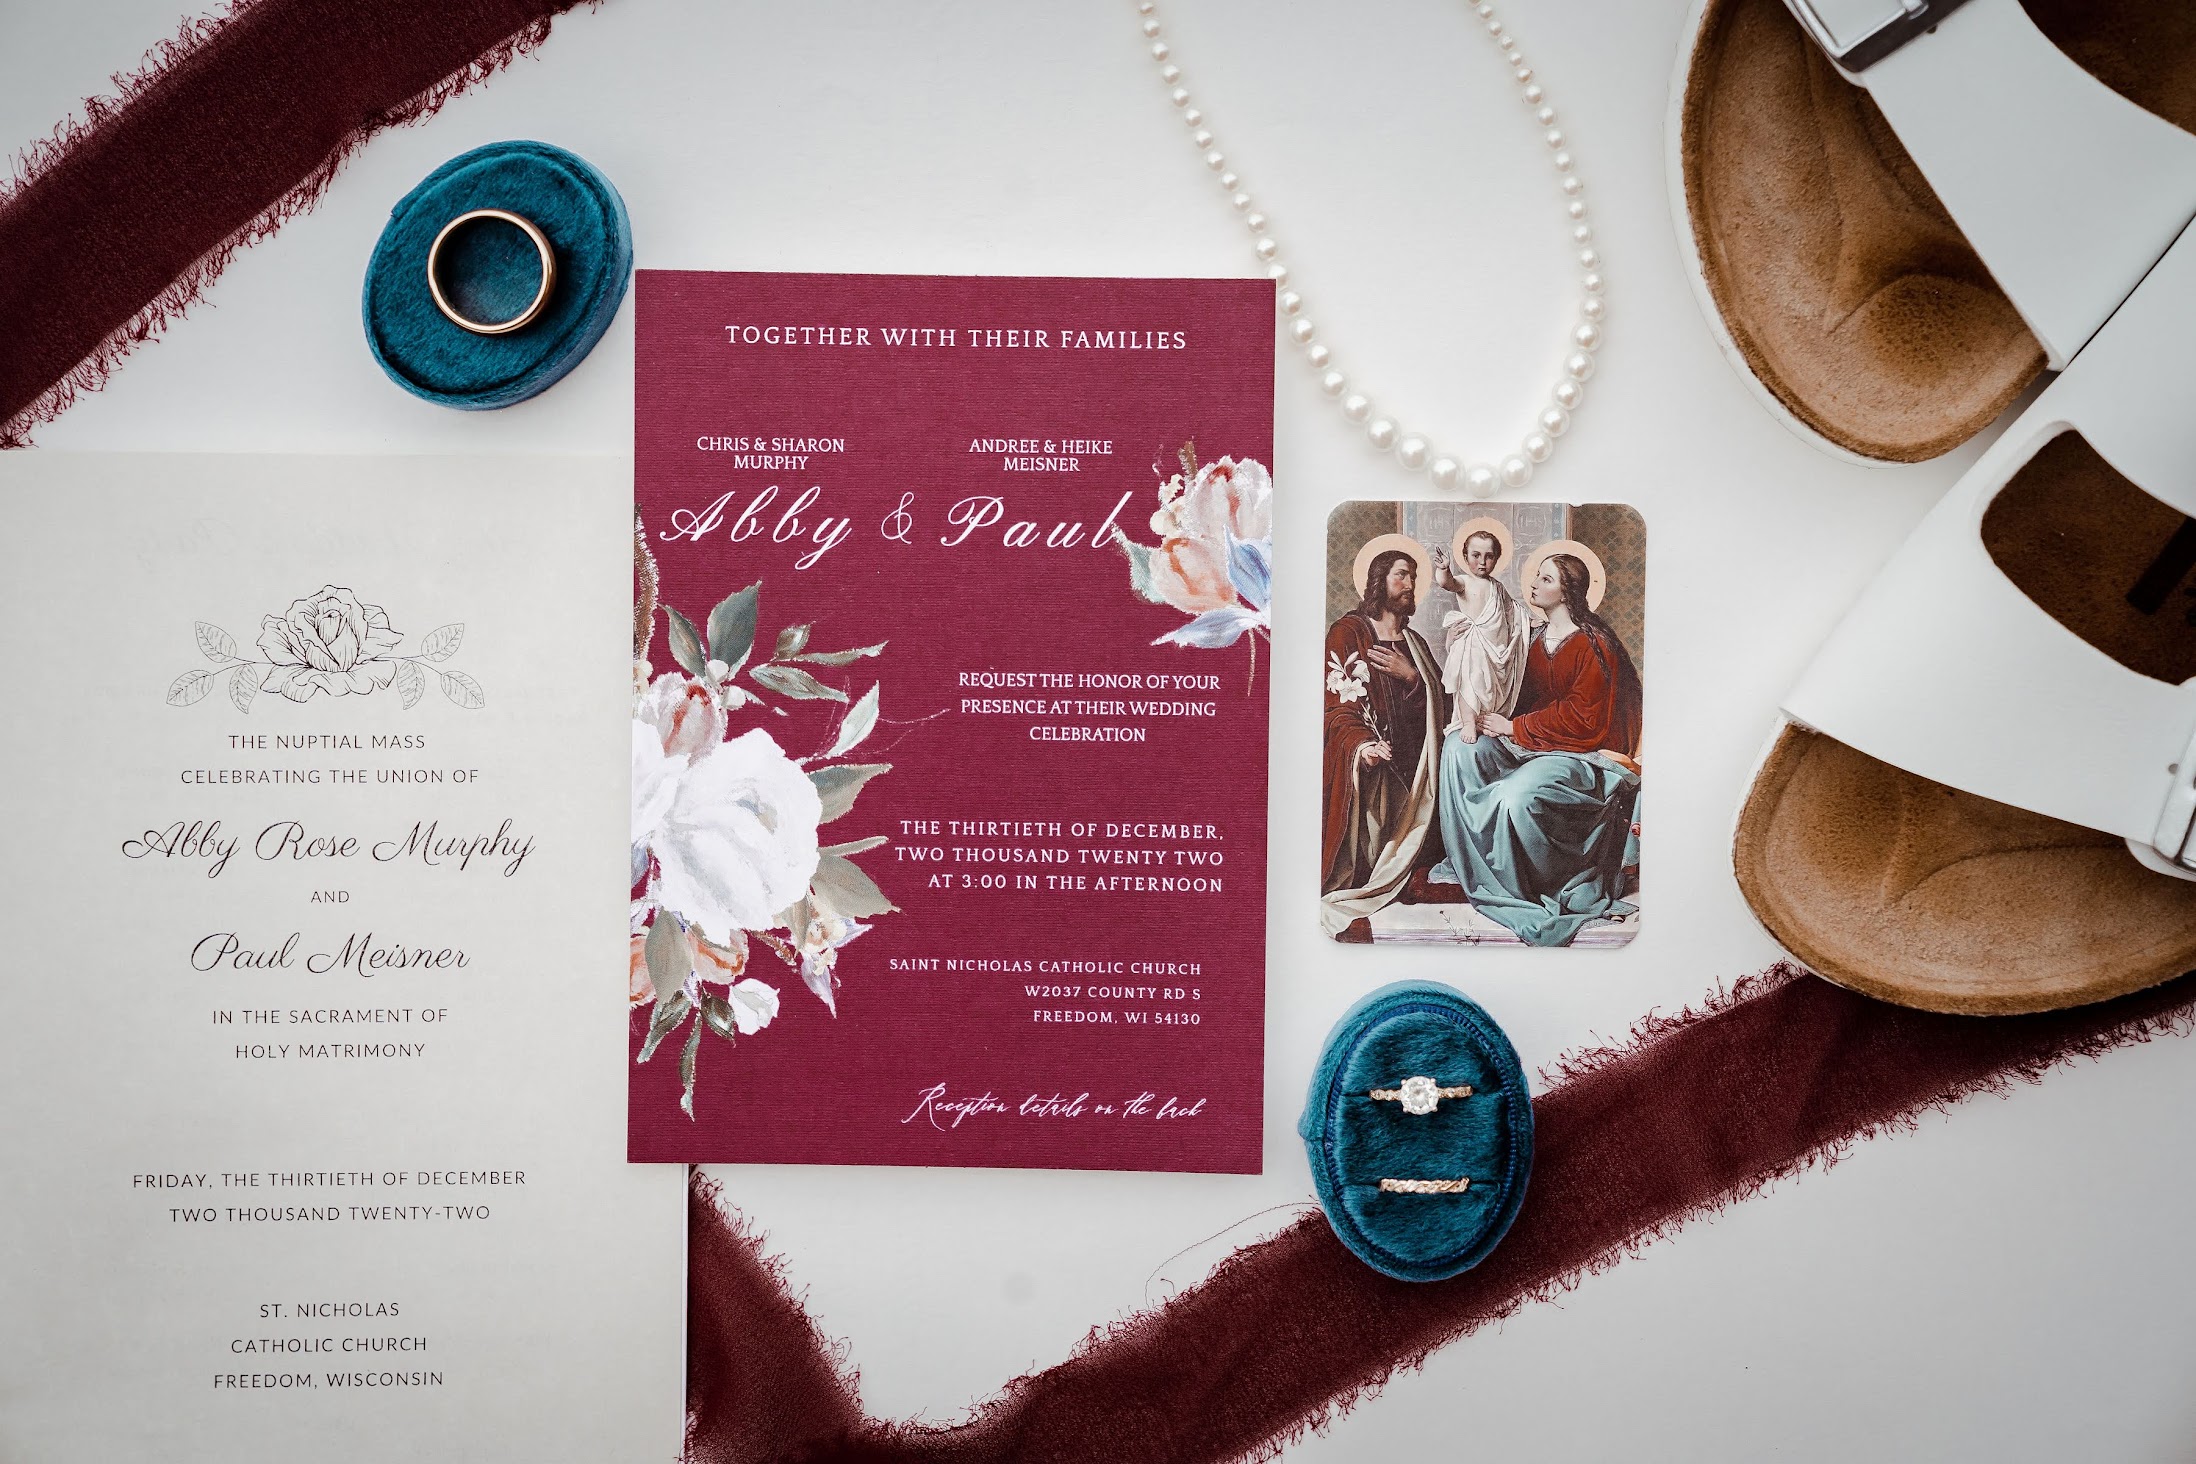 THE NUPTIAL MASS
CELEBRATING THE UNION OF
Abby Rose Murphy
AND
Paul Meisner
IN THE SACRAMENT OF
HOLY MATRIMONY
FRIDAY, THE THIRTIETH OF DECEMBER
TWO THOUSAND TWENTY-TWO
ST. NICHOLAS
CATHOLIC CHURCH
FREEDOM, WISCONSIN
TOGETHER WITH THEIR FAMILIES
CHRIS & SHARON
MURPHY
ANDREE & HEIKE
MEISNER
Abby & Paul
REQUEST THE HONOR OF YOUR
PRESENCE AT THEIR WEDDING
CELEBRATION
THE THIRTIETH OF DECEMBER,
TWO THOUSAND TWENTY TWO
AT 3:00 IN THE AFTERNOON
SAINT NICHOLAS CATHOLIC CHURCH
W2037 COUNTY RD S
FREEDOM, WI 54130
Reception details on the back